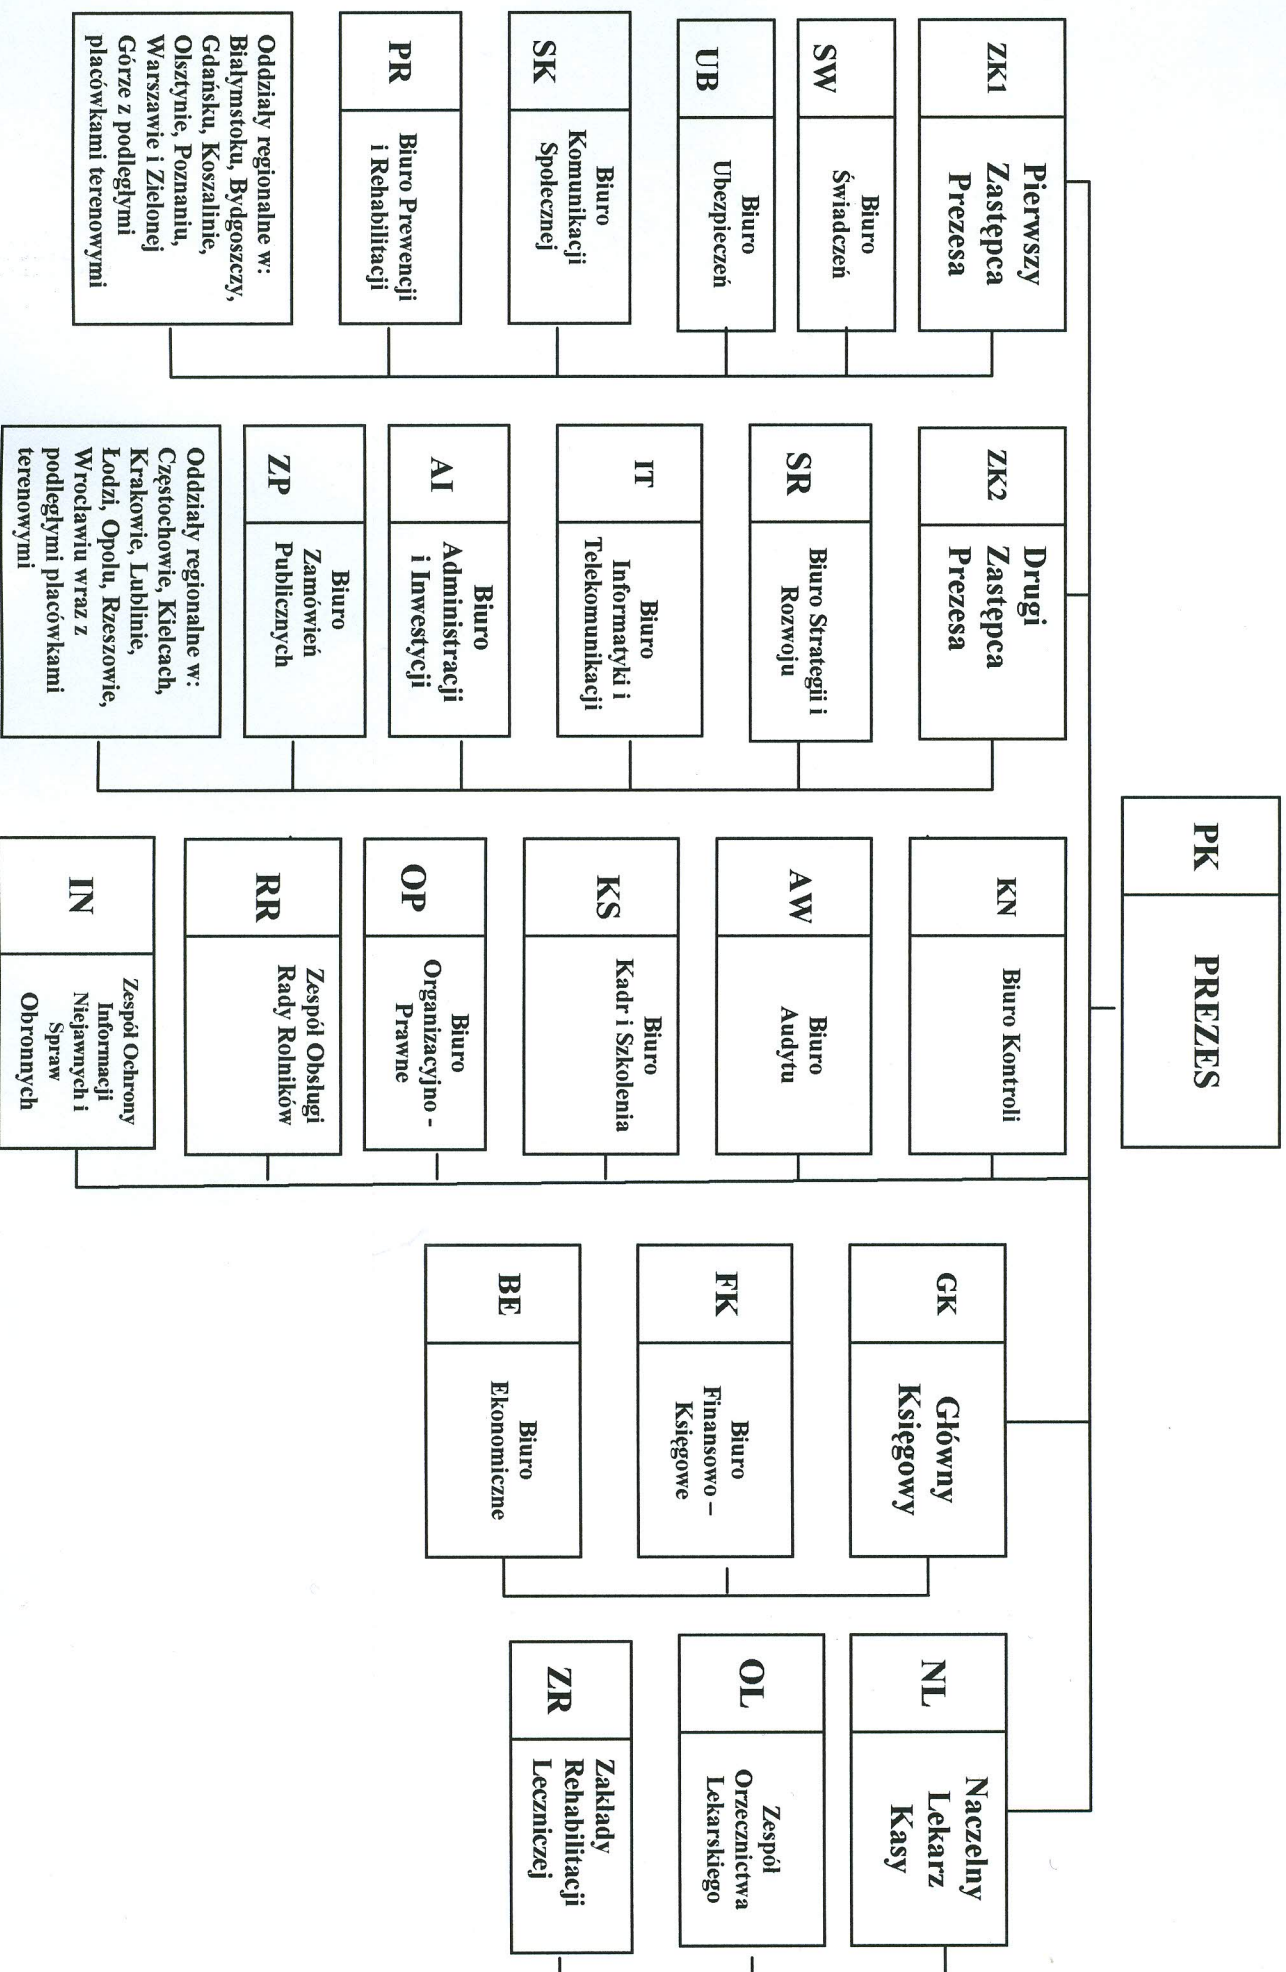 PK
PREZES
ZK1
Pierwszy
Zastępca
Prezesa
SW
Biuro
Świadczeń
UB
Biuro
Ubezpieczeń
SK
Biuro
Komunikacji
Społecznej
PR
Biuro Prewencji
i Rehabilitacji
Oddziały regionalne w:
Białymstoku, Bydgoszczy,
Gdańsku, Koszalinie,
Olsztynie, Poznaniu,
Warszawie i Zielonej
Górze z podległymi
placówkami terenowymi
ZK2
Drugi
Zastępca
Prezesa
SR
Biuro Strategii i
Rozwoju
IT
Biuro
Informatyki i
Telekomunikacji
AI
Biuro
Administracji
i Inwestycji
ZP
Biuro
Zamówień
Publicznych
Oddziały regionalne w:
Częstochowie, Kielcach,
Krakowie, Lublinie,
Łodzi, Opolu, Rzeszowie,
Wrocławiu wraz z
podległymi placówkami
terenowymi
KN
Biuro Kontroli
AW
Biuro
Audytu
KS
Biuro
Kadr i Szkolenia
OP
Biuro
Organizacyjno -
Prawne
RR
Zespół Obsługi
Rady Rolników
IN
Zespół Ochrony
Informacji
Niejawnych i
Spraw
Obronnych
GK
Główny
Księgowy
FK
Biuro
Finansowo –
Księgowe
BE
Biuro
Ekonomiczne
NL
Naczelny
Lekarz
Kasy
OL
Zespół
Orzecznictwa
Lekarskiego
ZR
Zakłady
Rehabilitacji
Leczniczej